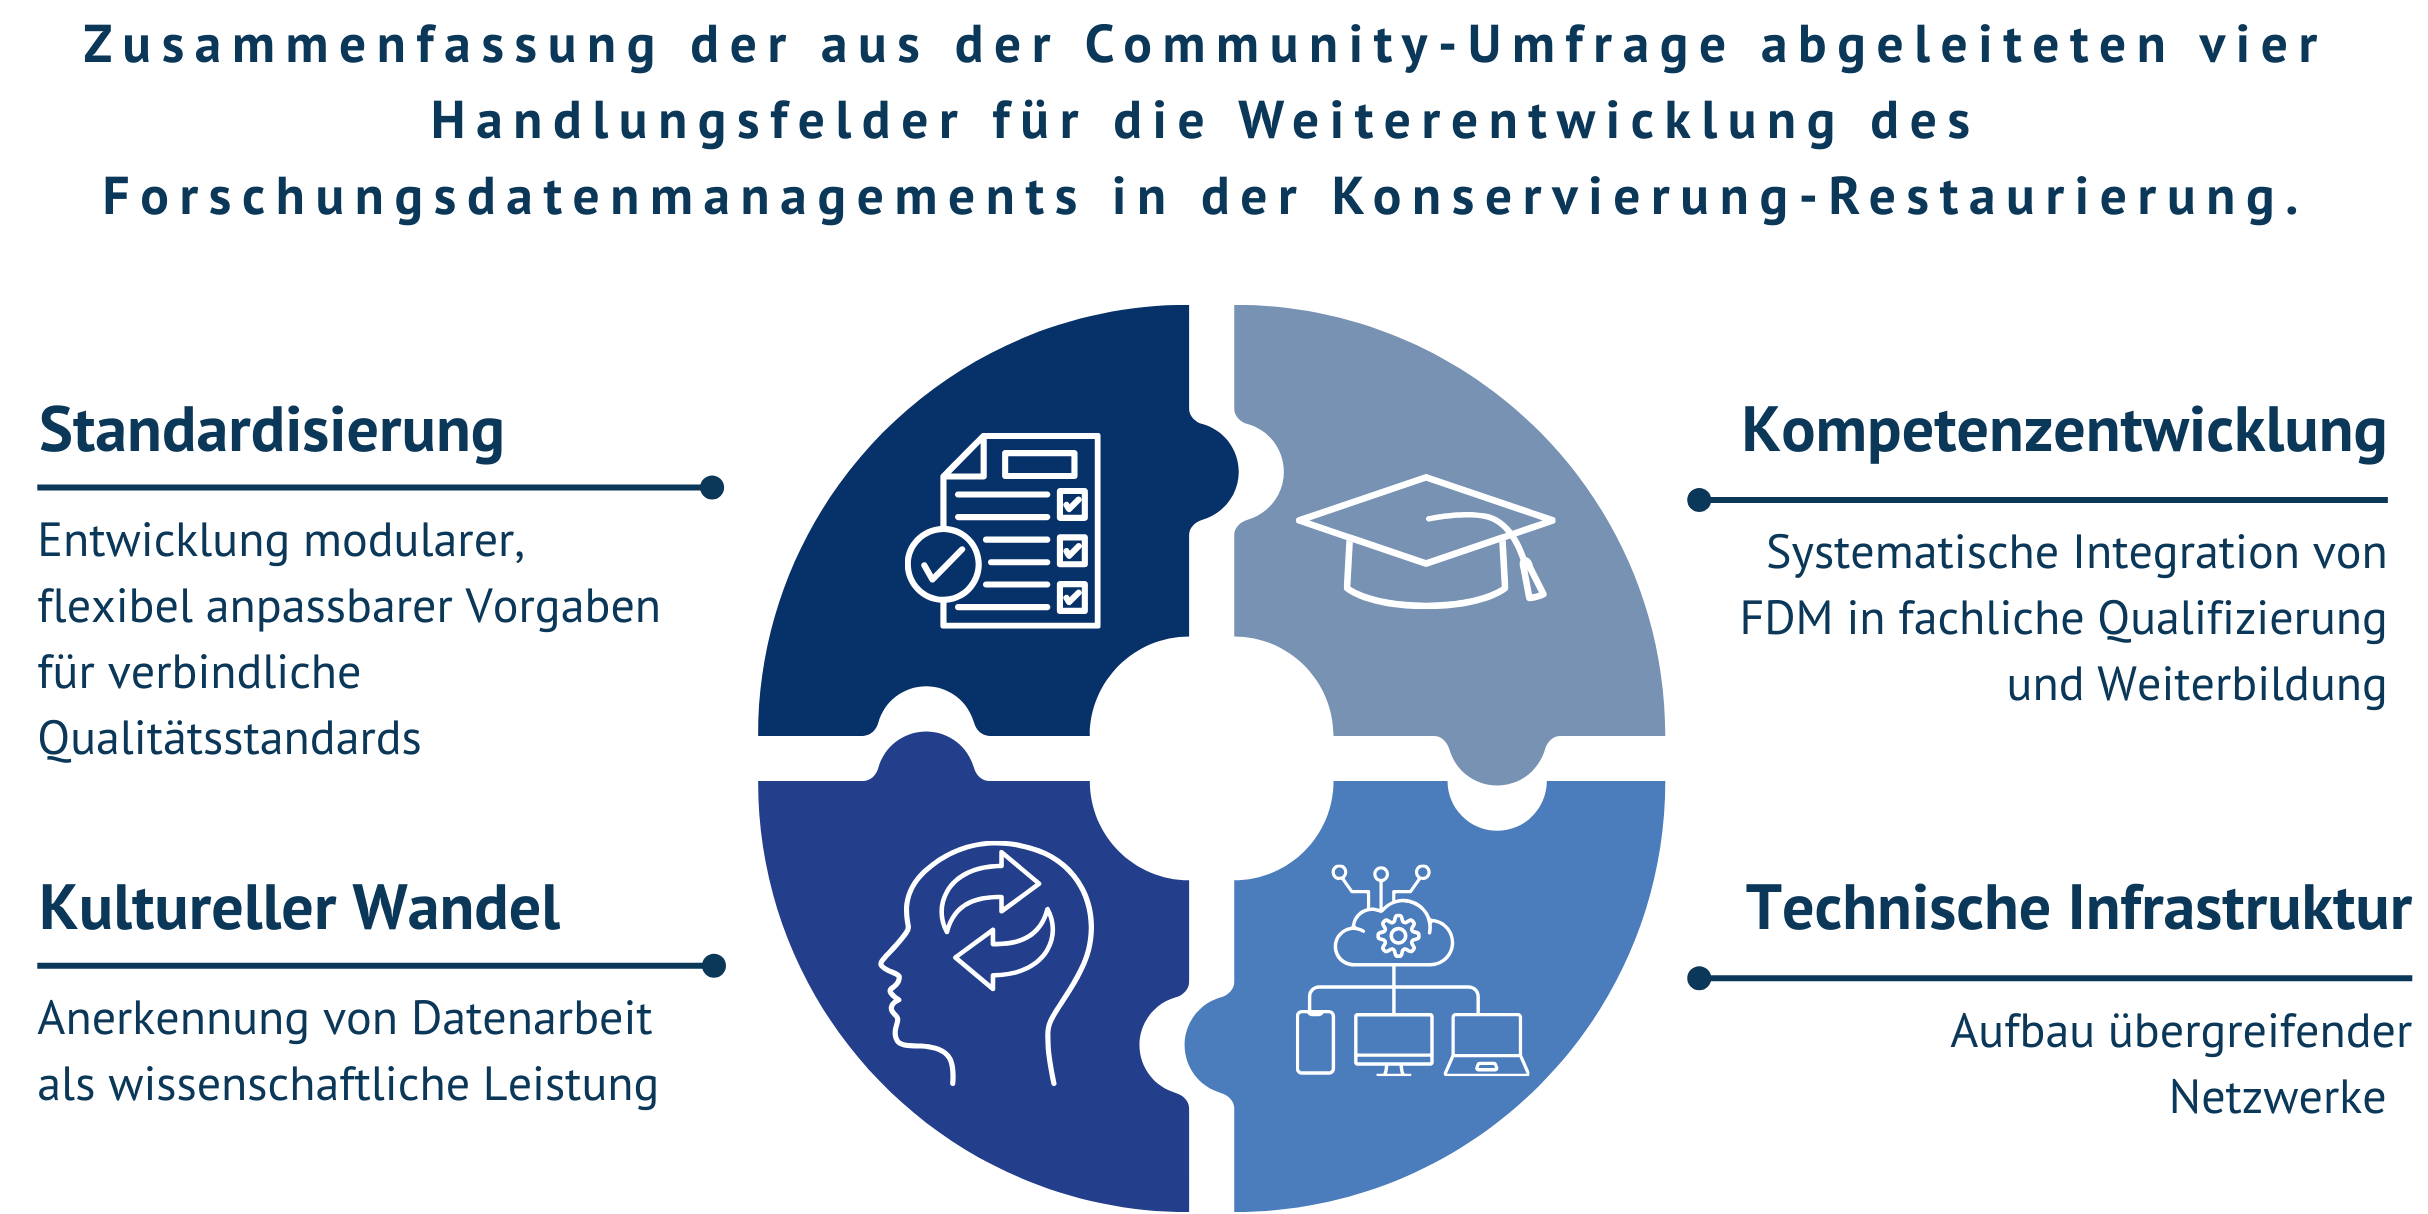 Zusammenfassung der aus der Community-Umfrage abgeleiteten vier
Handlungsfelder für die Weiterentwicklung des
Forschungsdatenmanagements in der Konservierung-Restaurierung.
Standardisierung
Entwicklung modularer,
flexibel anpassbarer Vorgaben
für verbindliche
Qualitätsstandards
Kompetenzentwicklung
Systematische Integration von
FDM in fachliche Qualifizierung
und Weiterbildung
Kultureller Wandel
Anerkennung von Datenarbeit
als wissenschaftliche Leistung
Technische Infrastruktur
Aufbau übergreifender
Netzwerke